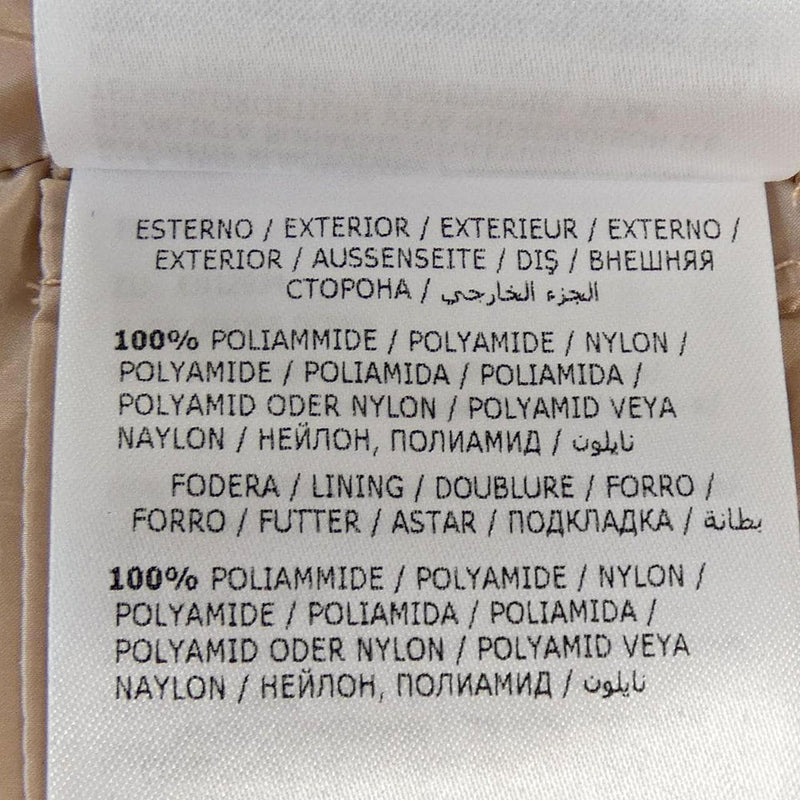 ESTERNO / EXTERIOR / EXTERIEUR / EXTERNO /
EXTERIOR / AUSSENSEITE / DIŞ / ВНЕШНЯЯ
СТОРОНА / الجزء الخارجي
100% POLIAMMIDE / POLYAMIDE / NYLON /
POLYAMIDE / POLIAMIDA / POLIAMIDA /
POLYAMID ODER NYLON / POLYAMID VEYA
NAYLON / НЕЙЛОН, ПОЛИАМИД / نايلون
FODERA / LINING / DOUBLURE / FORRO /
FORRO / FUTTER / ASTAR / ПОДКЛАДКА / بطانة
100% POLIAMMIDE / POLYAMIDE / NYLON /
POLYAMIDE / POLIAMIDA / POLIAMIDA /
POLYAMID ODER NYLON / POLYAMID VEYA
NAYLON / НЕЙЛОН, ПОЛИАМИД / نايلون